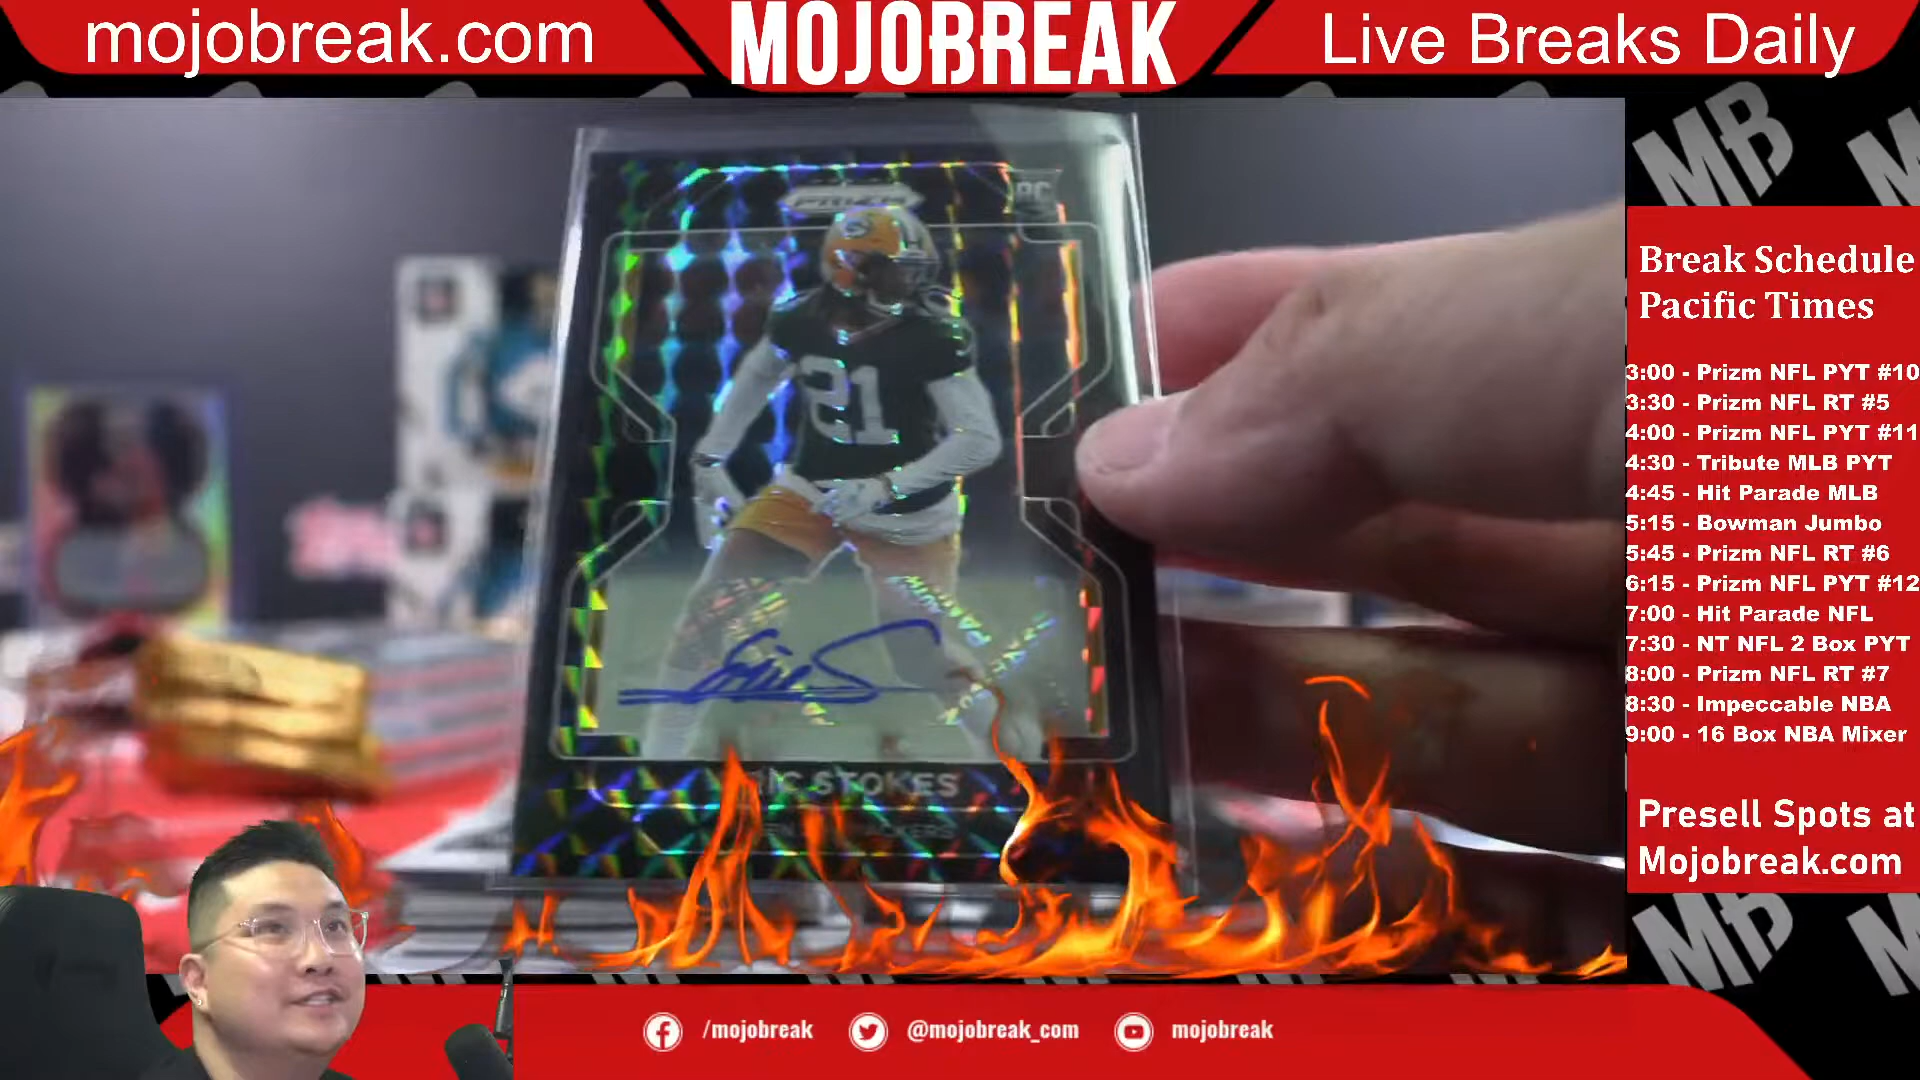 mojobreak.com
MOJOBREAK
Live Breaks Daily
PRIZM
RC
21
STOKES
Break Schedule
Pacific Times
3:00 - Prizm NFL PYT #10
3:30 - Prizm NFL RT #5
4:00 - Prizm NFL PYT #11
4:30 - Tribute MLB PYT
4:45 - Hit Parade MLB
5:15 - Bowman Jumbo
5:45 - Prizm NFL RT #6
6:15 - Prizm NFL PYT #12
7:00 - Hit Parade NFL
7:30 - NT NFL 2 Box PYT
8:00 - Prizm NFL RT #7
8:30 - Impeccable NBA
9:00 - 16 Box NBA Mixer
Presell Spots at
Mojobreak.com
MB
MB
/mojobreak
@mojobreak_com
mojobreak